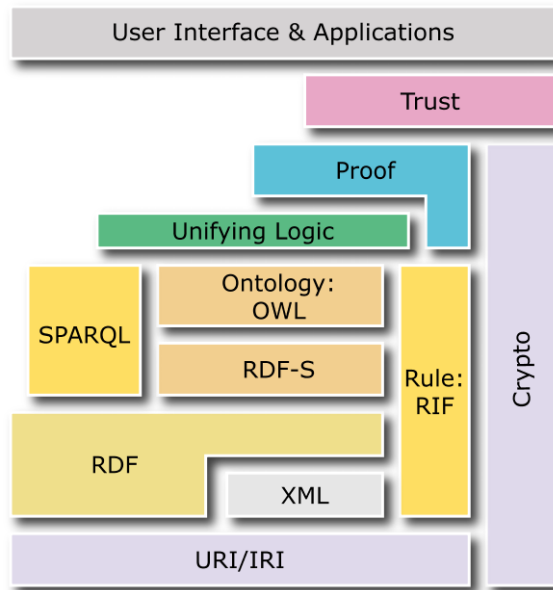 User Interface & Applications
Trust
Proof
Unifying Logic
Ontology:
OWL
SPARQL
RDF-S
Rule:
RIF
Crypto
RDF
XML
URI/IRI